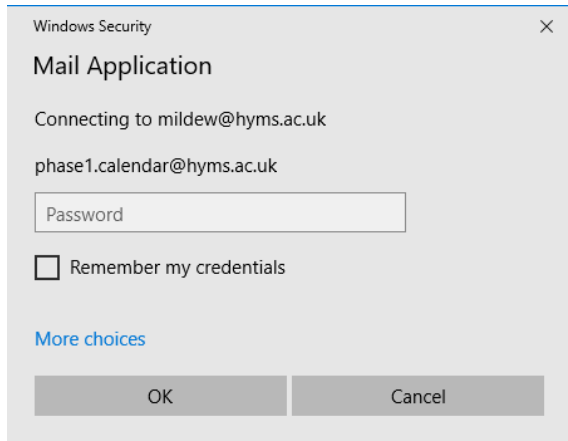 Windows Security
Mail Application
Connecting to mildew@hyms.ac.uk
phase1.calendar@hyms.ac.uk
Password
Remember my credentials
More choices
OK Cancel